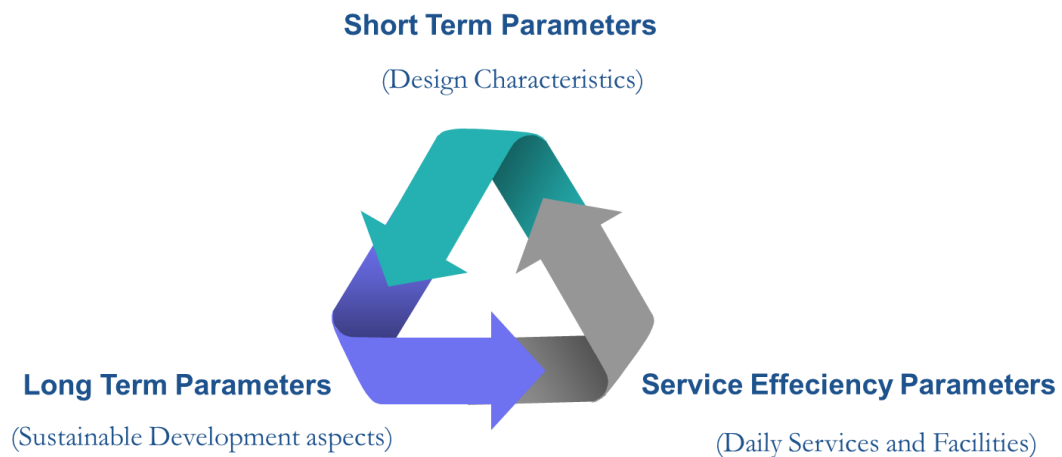 Short Term Parameters
(Design Characteristics)
Long Term Parameters
(Sustainable Development aspects)
Service Effeciency Parameters
(Daily Services and Facilities)